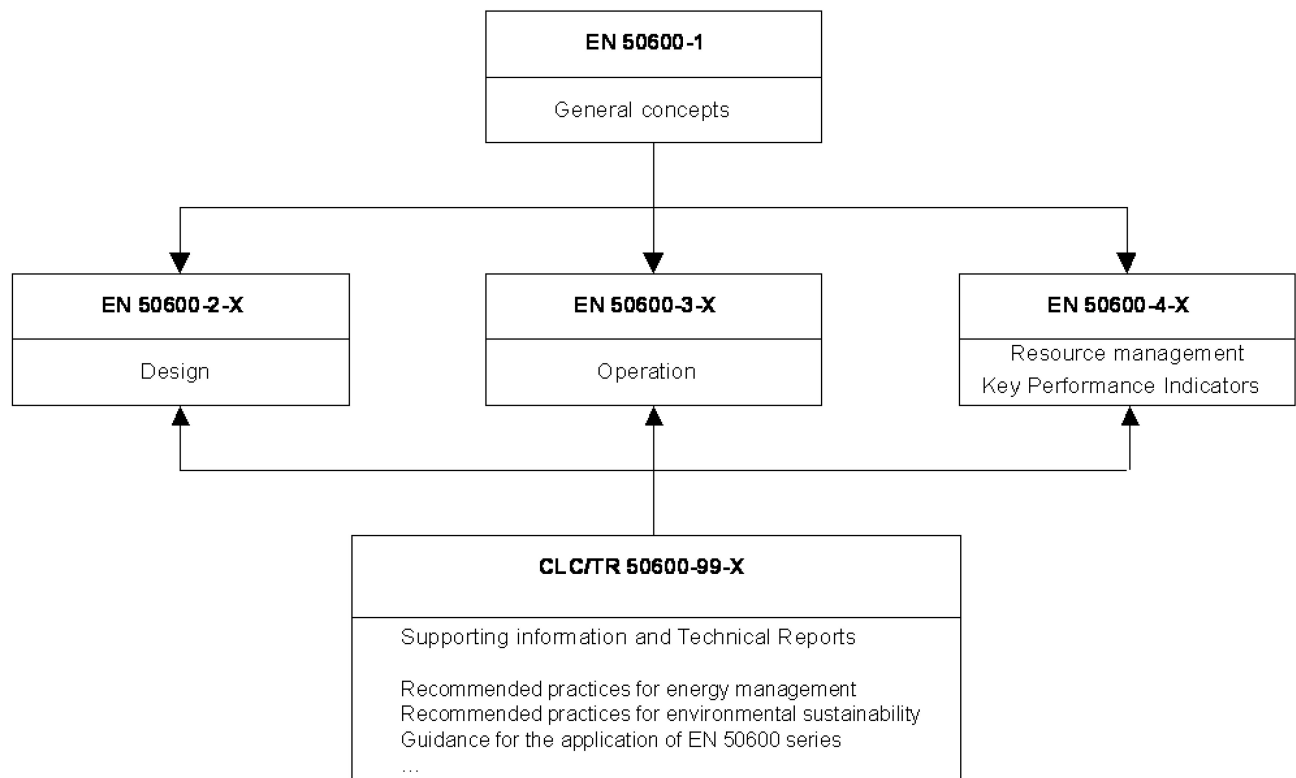 EN 50600-1
General concepts
EN 50600-2-X
Design
EN 50600-3-X
Operation
EN 50600-4-X
Resource management
Key Performance Indicators
CLC/TR 50600-99-X
Supporting information and Technical Reports
Recommended practices for energy management
Recommended practices for environmental sustainability
Guidance for the application of EN 50600 series
...